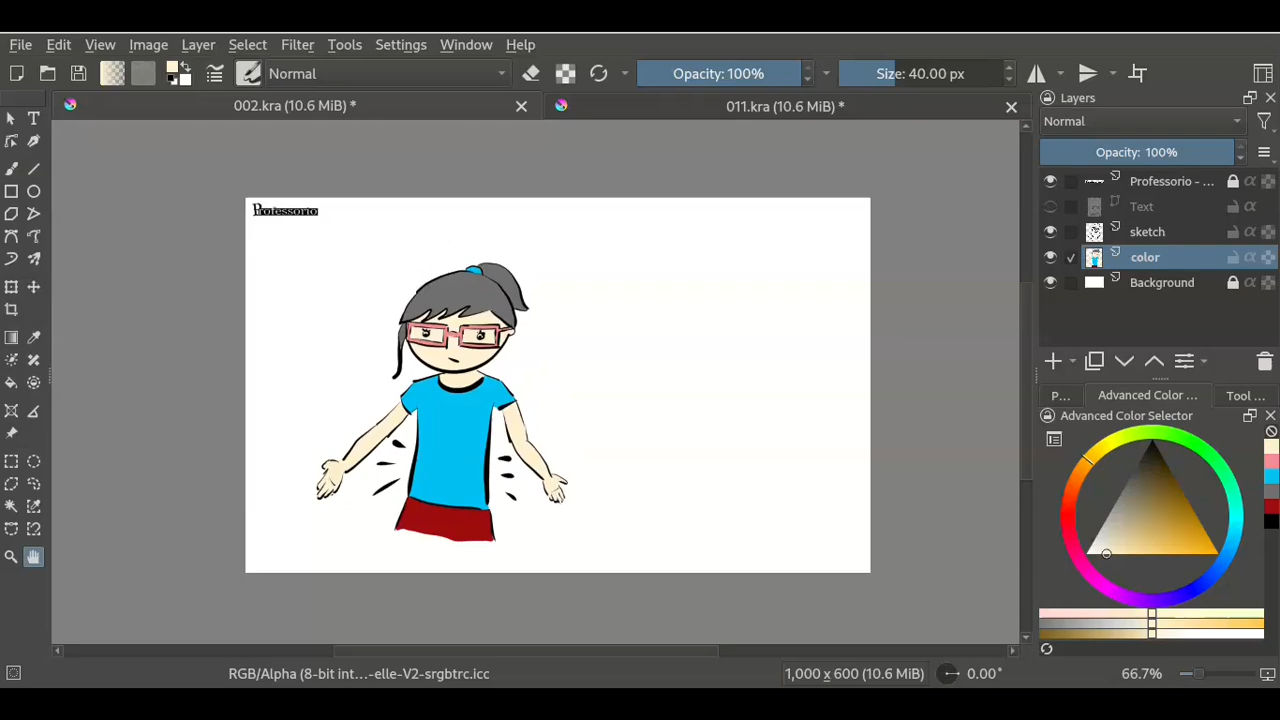 File Edit View Image Layer Select Filter Tools Settings Window Help
Normal Opacity: 100% Size: 40.00 px
002.kra (10.6 MiB) * 011.kra (10.6 MiB) *
Professorio
Layers
Normal
Opacity: 100%
Professorio - ...
Text
sketch
color
Background
P... Advanced Color ... Tool ...
Advanced Color Selector
RGB/Alpha (8-bit int...-elle-V2-srgbtrc.icc 1,000 x 600 (10.6 MiB) 0.00° 66.7%